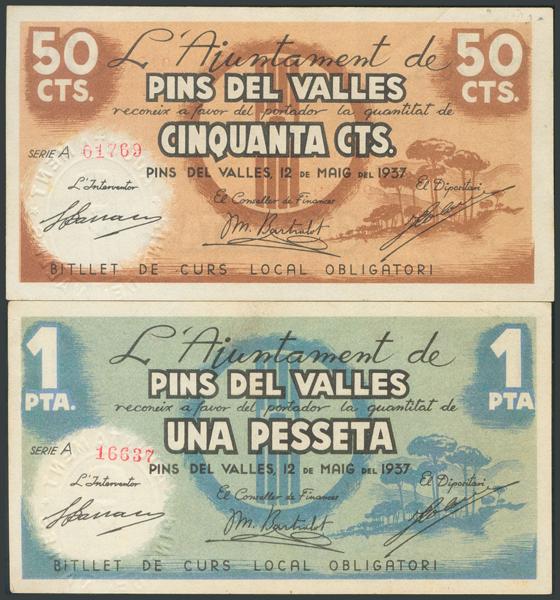 50 CTS.
L'Ajuntament de
50 CTS.
PINS DEL VALLES
reconeix a favor del portador la quantitat de
CINQUANTA CTS.
SERIE A 01769
PINS DEL VALLES, 12 DE MAIG DEL 1937
L'Interventor
El Conseller de Finances
El Dipositari
M. Bartralot
BITLLET DE CURS LOCAL OBLIGATORI
1 PTA.
L'Ajuntament de
1 PTA.
PINS DEL VALLES
reconeix a favor del portador la quantitat de
UNA PESSETA
SERIE A 16637
PINS DEL VALLES, 12 DE MAIG DEL 1937
L'Interventor
El Conseller de Finances
El Dipositari
M. Bartralot
BITLLET DE CURS LOCAL OBLIGATORI